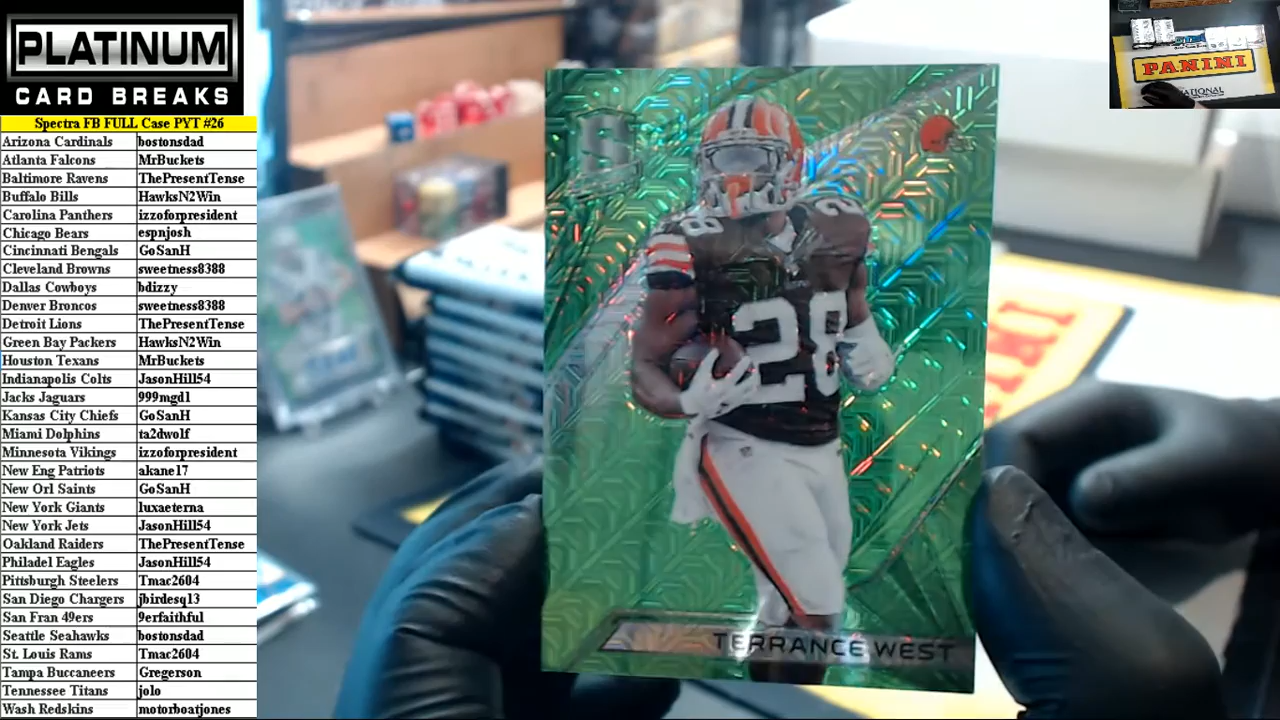 PLATINUM
CARD BREAKS
Spectra FB FULL Case PYT #26
Arizona Cardinals bostonsdad
Atlanta Falcons MrBuckets
Baltimore Ravens ThePresentTense
Buffalo Bills HawksN2Win
Carolina Panthers izzoforpresident
Chicago Bears espnjosh
Cincinnati Bengals GoSanH
Cleveland Browns sweetness8388
Dallas Cowboys bdizzy
Denver Broncos sweetness8388
Detroit Lions ThePresentTense
Green Bay Packers HawksN2Win
Houston Texans MrBuckets
Indianapolis Colts JasonHill54
Jacks Jaguars 999mgd1
Kansas City Chiefs GoSanH
Miami Dolphins ta2dwolf
Minnesota Vikings izzoforpresident
New Eng Patriots akane17
New Orl Saints GoSanH
New York Giants luxaeterna
New York Jets JasonHill54
Oakland Raiders ThePresentTense
Philadel Eagles JasonHill54
Pittsburgh Steelers Tmac2604
San Diego Chargers jbirdesq13
San Fran 49ers 9erfaithful
Seattle Seahawks bostonsdad
St. Louis Rams Tmac2604
Tampa Buccaneers Gregerson
Tennessee Titans jolo
Wash Redskins motorboatjones
S
28
28
TERRANCE WEST
PANINI